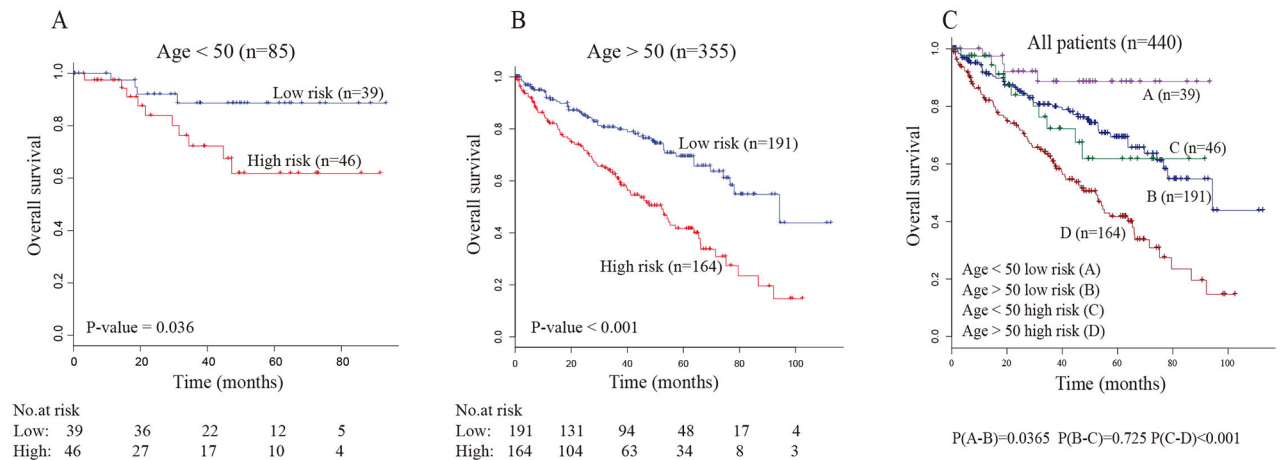 A
Age < 50 (n=85)
Overall survival
1.0
0.8
0.6
0.4
0.2
0.0
Low risk (n=39)
High risk (n=46)
P-value = 0.036
0 20 40 60 80
Time (months)
No.at risk
Low: 39 36 22 12 5
High: 46 27 17 10 4
B
Age > 50 (n=355)
Overall survival
1.0
0.8
0.6
0.4
0.2
0.0
Low risk (n=191)
High risk (n=164)
P-value < 0.001
0 20 40 60 80 100
Time (months)
No.at risk
Low: 191 131 94 48 17 4
High: 164 104 63 34 8 3
C
All patients (n=440)
Overall survival
1.0
0.8
0.6
0.4
0.2
0.0
A (n=39)
C (n=46)
B (n=191)
D (n=164)
Age < 50 low risk (A)
Age > 50 low risk (B)
Age < 50 high risk (C)
Age > 50 high risk (D)
0 20 40 60 80 100
Time (months)
P(A-B)=0.0365 P(B-C)=0.725 P(C-D)<0.001